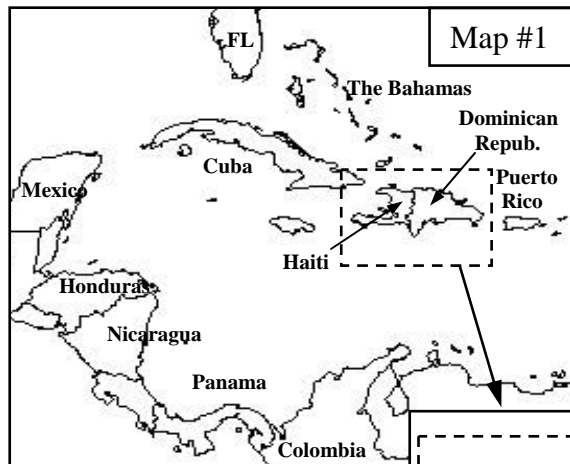 Map #1
FL
The Bahamas
Dominican
Repub.
Cuba
Puerto
Rico
Mexico
Haiti
Honduras
Nicaragua
Panama
Colombia